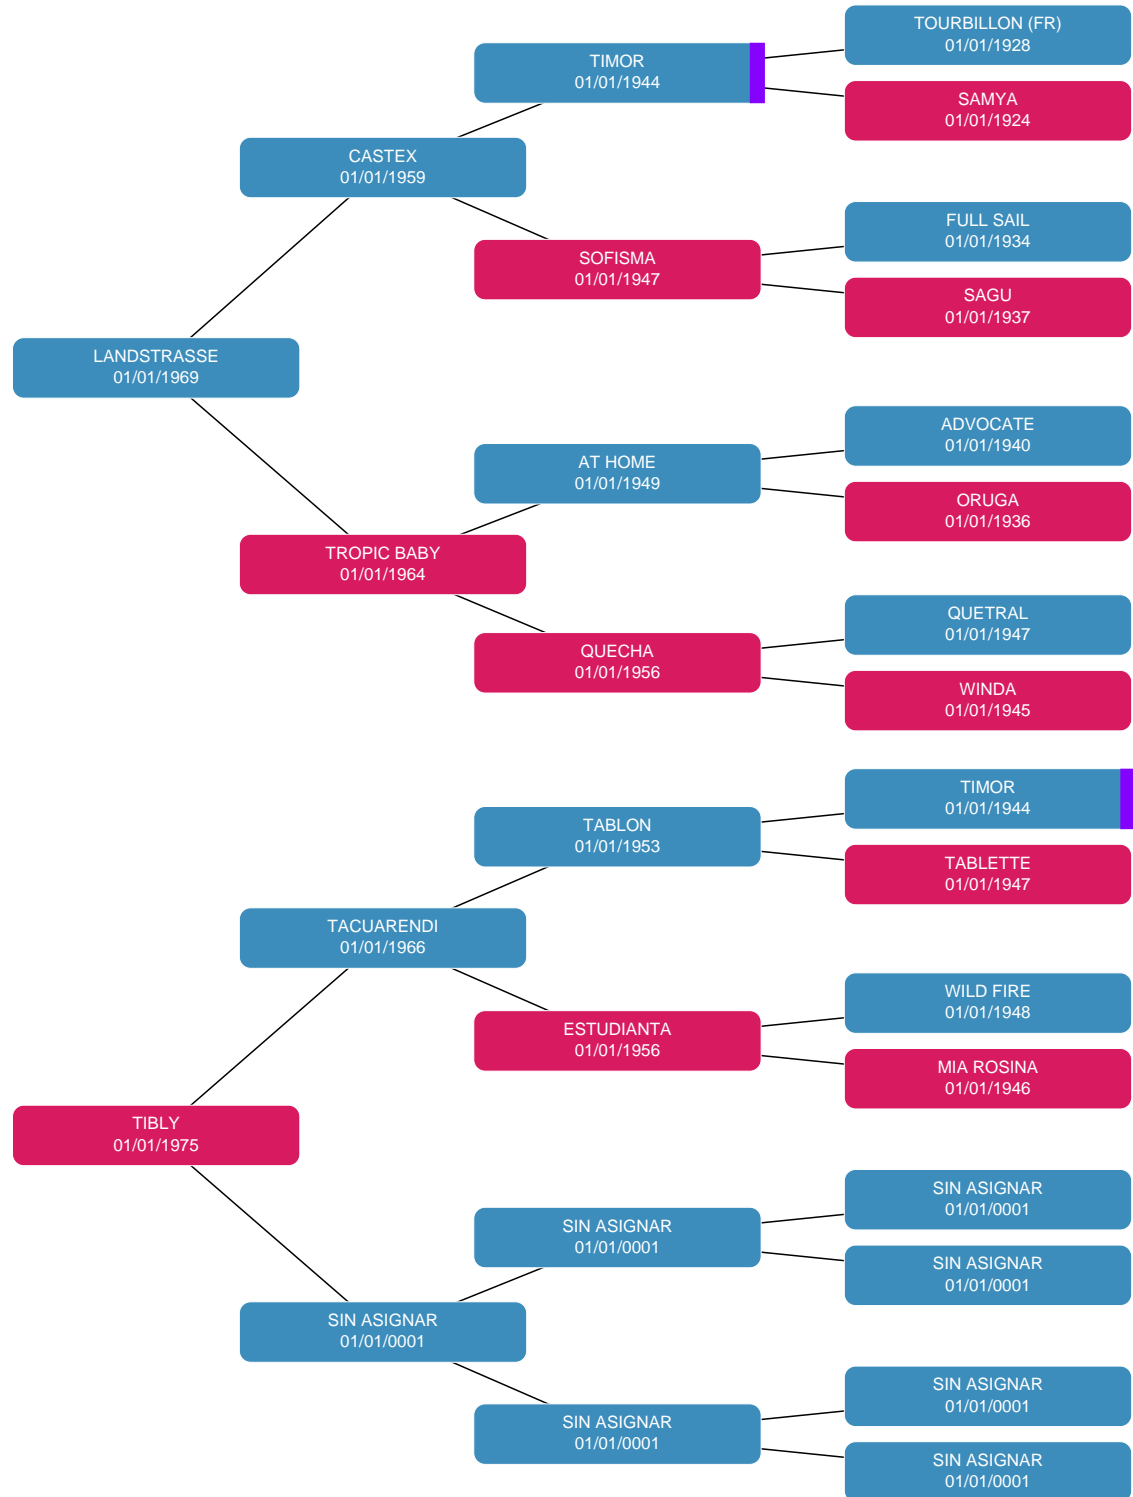 TOURBILLON (FR)
01/01/1928
TIMOR
01/01/1944
SAMYA
01/01/1924
CASTEX
01/01/1959
FULL SAIL
01/01/1934
SOFISMA
01/01/1947
SAGU
01/01/1937
LANDSTRASSE
01/01/1969
ADVOCATE
01/01/1940
AT HOME
01/01/1949
ORUGA
01/01/1936
TROPIC BABY
01/01/1964
QUETRAL
01/01/1947
QUECHA
01/01/1956
WINDA
01/01/1945
TIMOR
01/01/1944
TABLON
01/01/1953
TABLETTE
01/01/1947
TACUARENDI
01/01/1966
WILD FIRE
01/01/1948
ESTUDIANTA
01/01/1956
MIA ROSINA
01/01/1946
TIBLY
01/01/1975
SIN ASIGNAR
01/01/0001
SIN ASIGNAR
01/01/0001
SIN ASIGNAR
01/01/0001
SIN ASIGNAR
01/01/0001
SIN ASIGNAR
01/01/0001
SIN ASIGNAR
01/01/0001
SIN ASIGNAR
01/01/0001